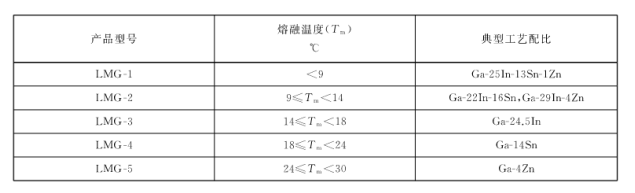 产品型号 熔融温度(Tm) ℃ 典型工艺配比
LMG-1 <9 Ga-25In-13Sn-1Zn
LMG-2 9≤Tm<14 Ga-22In-16Sn,Ga-29In-4Zn
LMG-3 14≤Tm<18 Ga-24.5In
LMG-4 18≤Tm<24 Ga-14Sn
LMG-5 24≤Tm<30 Ga-4Zn